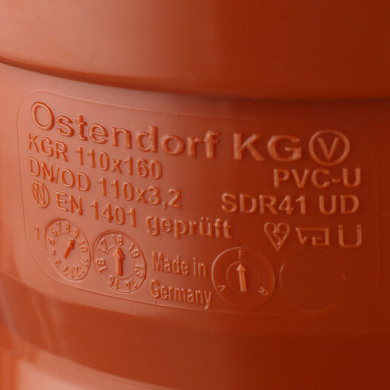 Ostendorf KG V
KGR 110x160 PVC-U
DN/OD 110x3,2 SDR41 UD
N EN 1401 geprüft Ü
Made in
Germany